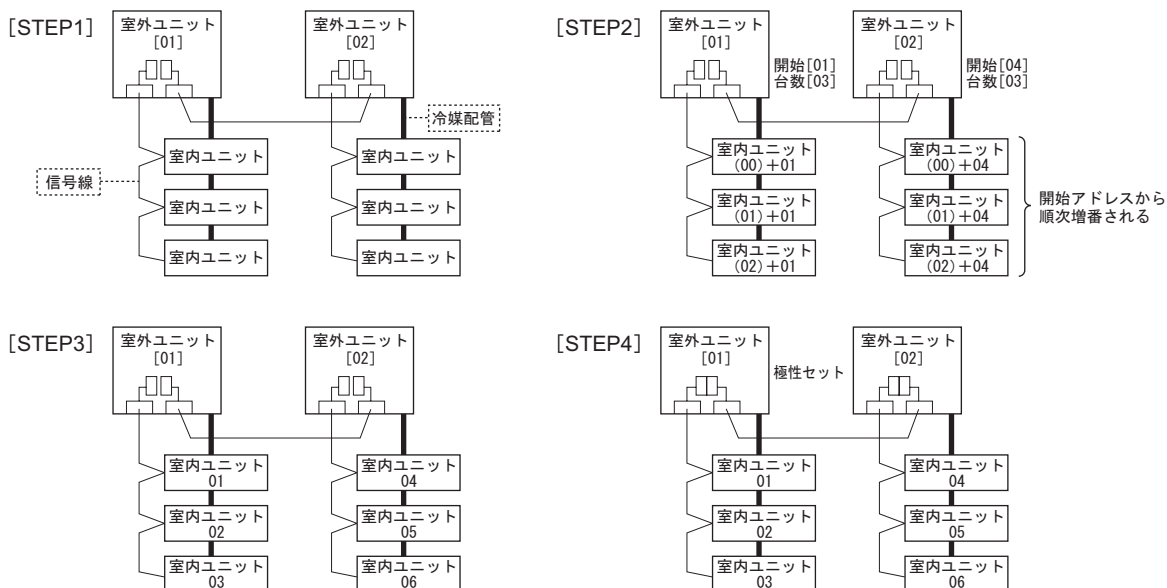 [STEP1]
室外ユニット
[01]
室外ユニット
[02]
冷媒配管
信号線
室内ユニット
室内ユニット
室内ユニット
室内ユニット
室内ユニット
室内ユニット
[STEP2]
室外ユニット
[01]
開始[01]
台数[03]
室外ユニット
[02]
開始[04]
台数[03]
室内ユニット
(00)+01
室内ユニット
(01)+01
室内ユニット
(02)+01
室内ユニット
(00)+04
室内ユニット
(01)+04
室内ユニット
(02)+04
開始アドレスから
順次増番される
[STEP3]
室外ユニット
[01]
室外ユニット
[02]
室内ユニット
01
室内ユニット
02
室内ユニット
03
室内ユニット
04
室内ユニット
05
室内ユニット
06
[STEP4]
室外ユニット
[01]
極性セット
室外ユニット
[02]
室内ユニット
01
室内ユニット
02
室内ユニット
03
室内ユニット
04
室内ユニット
05
室内ユニット
06